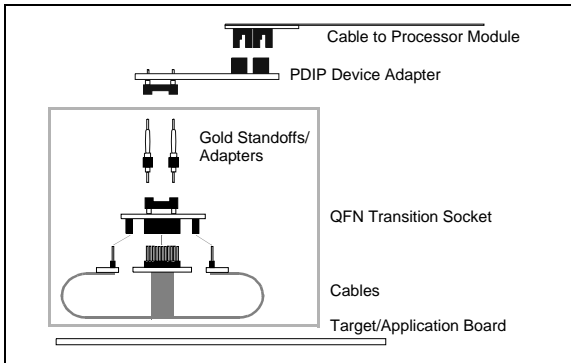 Cable to Processor Module
PDIP Device Adapter
Gold Standoffs/
Adapters
QFN Transition Socket
Cables
Target/Application Board